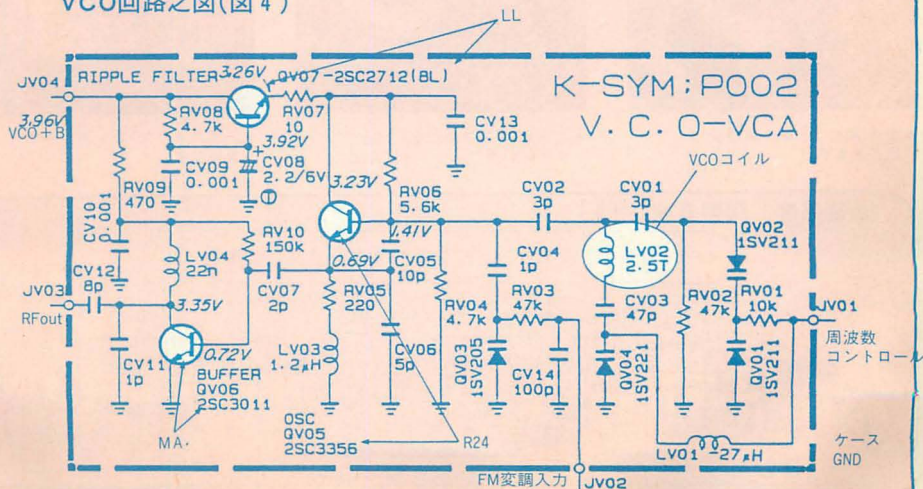 VCO回路之図(図4)
LL
JV04
RIPPLE FILTER
3.26V
QV07-2SC2712(BL)
K-SYM;P002
V.C.O-VCA
3.96V
VCO+B
RV08
4.7k
RV07
10
3.92V
CV13
0.001
VCOコイル
CV09
0.001
CV08
2.2/6V
Ⓣ
RV09
470
CV10
0.001
3.23V
RV06
5.6k
CV02
3p
CV01
3p
QV02
1SV211
RV10
150k
1.41V
LV04
22n
0.69V
CV05
10p
CV04
1p
LV02
2.5T
CV12
8p
JV03
RFout
3.35V
CV07
2p
RV05
220
RV04
4.7k
RV03
47k
CV03
47p
RV02
47k
RV01
10k
JV01
周波数
コントロール
0.72V
CV11
1p
BUFFER
QV06
2SC3011
LV03
1.2μH
CV06
5p
QV03
1SV205
CV14
100p
QV04
1SV221
QV01
1SV211
MA.
OSC
QV05
2SC3356
R24
LV01-27μH
ケース
GND
FM変調入力
JV02